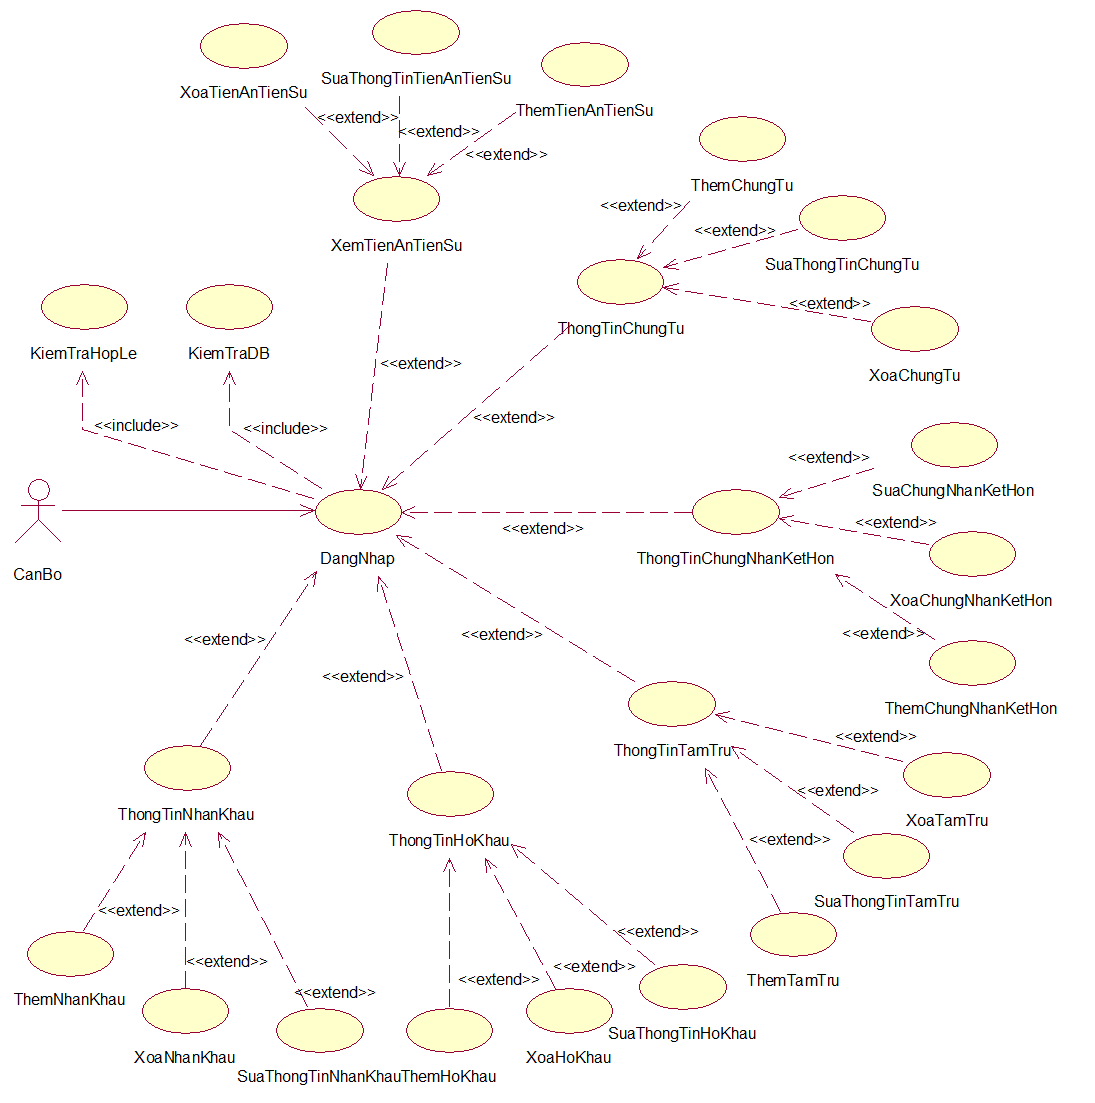 XoaTienAnTienSu
SuaThongTinTienAnTienSu
ThemTienAnTienSu
<<extend>>
<<extend>>
<<extend>>
ThemChungTu
<<extend>>
<<extend>>
XemTienAnTienSu
SuaThongTinChungTu
<<extend>>
ThongTinChungTu
KiemTraHopLe
KiemTraDB
<<extend>>
XoaChungTu
<<extend>>
<<include>>
<<include>>
<<extend>>
SuaChungNhanKetHon
<<extend>>
<<extend>>
DangNhap
ThongTinChungNhanKetHon
CanBo
XoaChungNhanKetHon
<<extend>>
<<extend>>
<<extend>>
<<extend>>
ThemChungNhanKetHon
<<extend>>
ThongTinTamTru
<<extend>>
XoaTamTru
ThongTinNhanKhau
ThongTinHoKhau
<<extend>>
SuaThongTinTamTru
<<extend>>
<<extend>>
<<extend>>
<<extend>>
<<extend>>
ThemTamTru
<<extend>>
ThemNhanKhau
SuaThongTinHoKhau
XoaNhanKhau
XoaHoKhau
SuaThongTinNhanKhau
ThemHoKhau